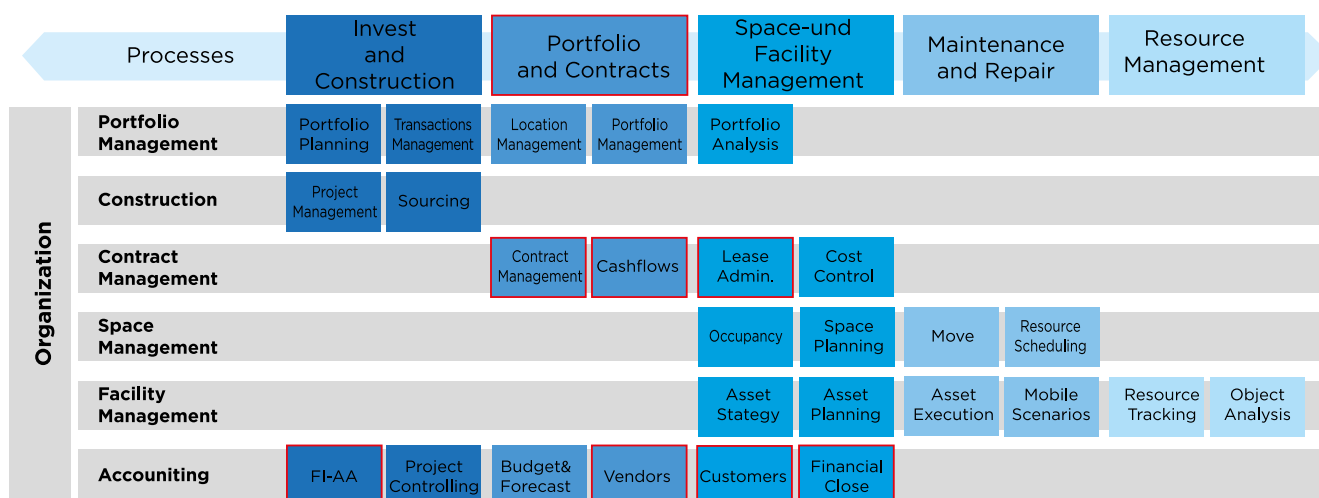 Processes
Invest
and
Construction
Portfolio
and Contracts
Space-und
Facility
Management
Maintenance
and Repair
Resource
Management
Organization
Portfolio
Management
Portfolio
Planning
Transactions
Management
Location
Management
Portfolio
Management
Portfolio
Analysis
Construction
Project
Management
Sourcing
Contract
Management
Contract
Management
Cashflows
Lease
Admin.
Cost
Control
Space
Management
Occupancy
Space
Planning
Move
Resource
Scheduling
Facility
Management
Asset
Stategy
Asset
Planning
Asset
Execution
Mobile
Scenarios
Resource
Tracking
Object
Analysis
Accouniting
FI-AA
Project
Controlling
Budget&
Forecast
Vendors
Customers
Financial
Close